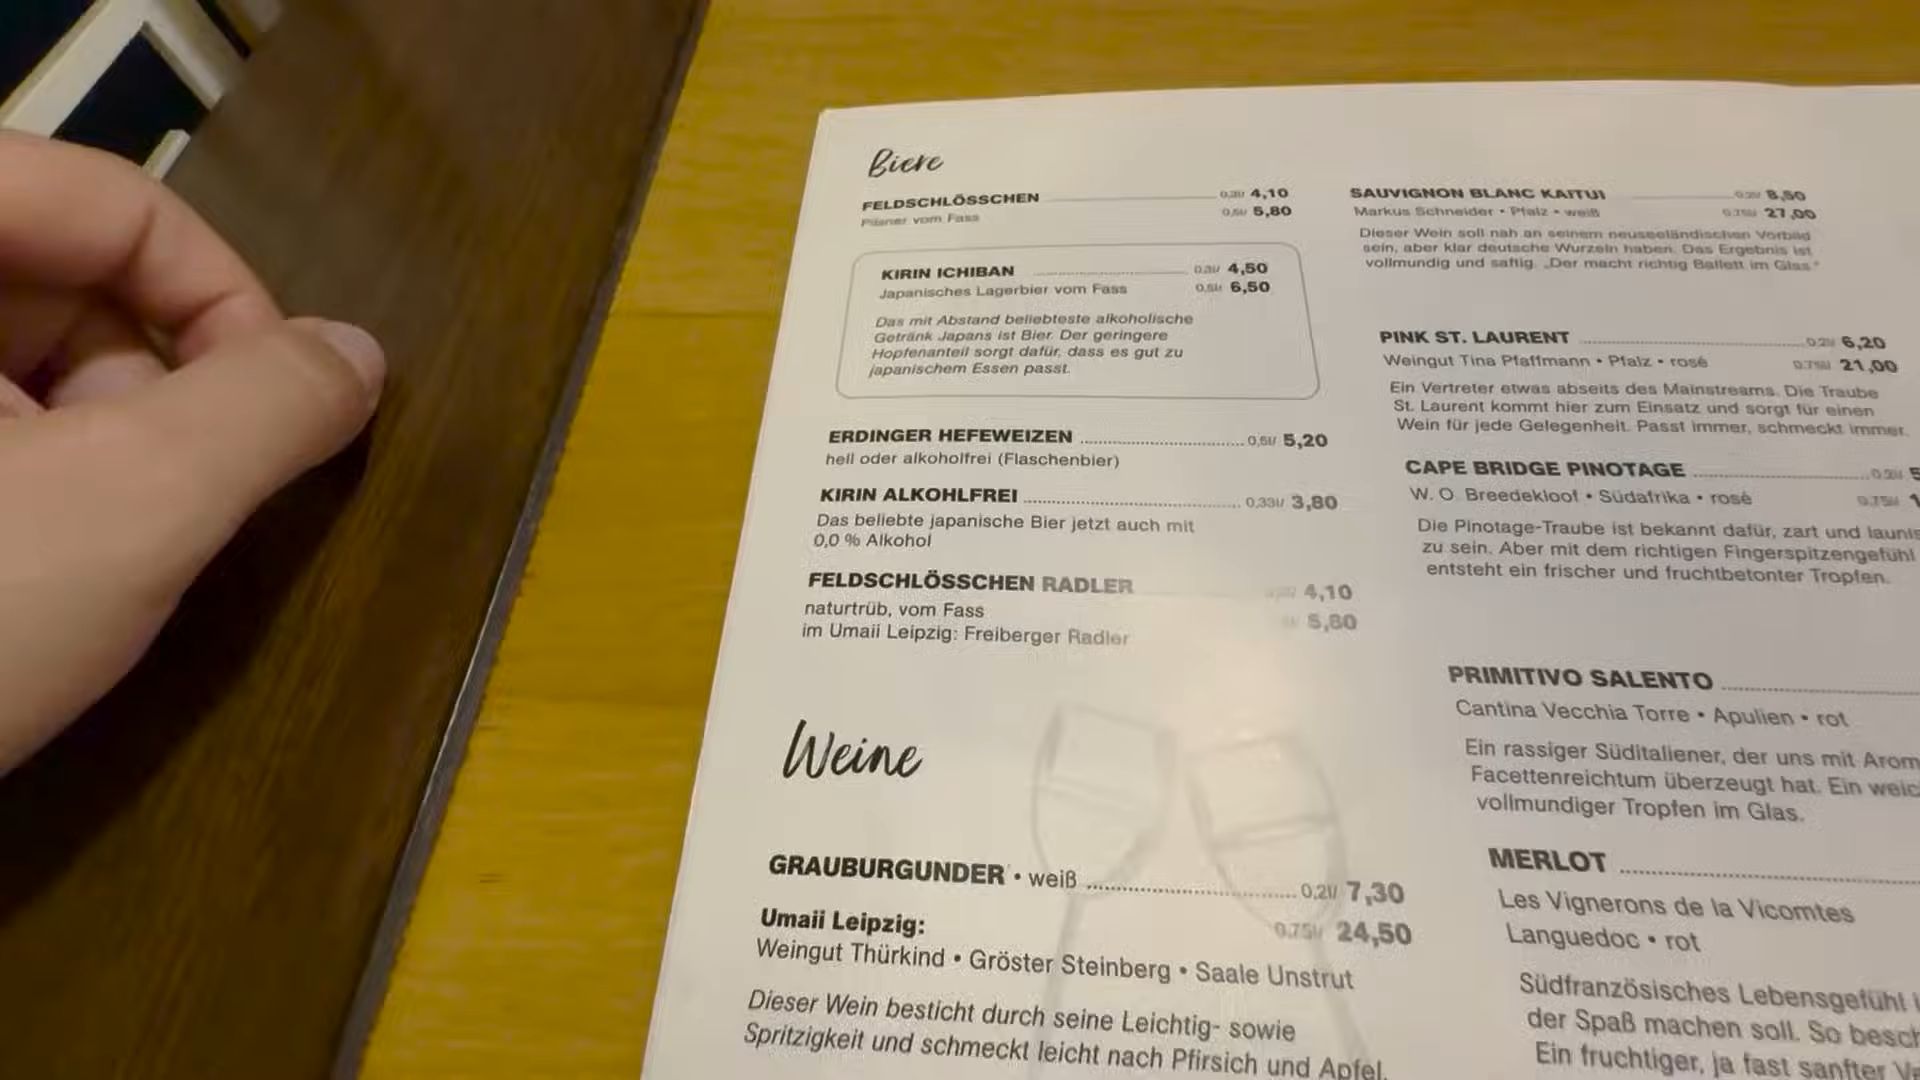 Biere
FELDSCHLÖSSCHEN 0,3l/ 4,10
Pilsner vom Fass 0,5l/ 5,80
KIRIN ICHIBAN 0,3l/ 4,50
Japanisches Lagerbier vom Fass 0,5l/ 6,50
Das mit Abstand beliebteste alkoholische
Getränk Japans ist Bier. Der geringere
Hopfenanteil sorgt dafür, dass es gut zu
japanischem Essen passt.
ERDINGER HEFEWEIZEN 0,5l/ 5,20
hell oder alkoholfrei (Flaschenbier)
KIRIN ALKOHLFREI 0,33l/ 3,80
Das beliebte japanische Bier jetzt auch mit
0,0 % Alkohol
FELDSCHLÖSSCHEN RADLER 4,10
naturtrüb, vom Fass 5,80
im Umaii Leipzig: Freiberger Radler
Weine
GRAUBURGUNDER • weiß 0,2l/ 7,30
Umaii Leipzig: 0,75l/ 24,50
Weingut Thürkind • Gröster Steinberg • Saale Unstrut
Dieser Wein besticht durch seine Leichtig- sowie
Spritzigkeit und schmeckt leicht nach Pfirsich und Apfel.
SAUVIGNON BLANC KAITUI 0,2l/ 8,50
Markus Schneider • Pfalz • weiß 0,75l/ 27,00
Dieser Wein soll nah an seinem neuseeländischen Vorbild
sein, aber klar deutsche Wurzeln haben. Das Ergebnis ist
vollmundig und saftig. „Der macht richtig Ballett im Glas“
PINK ST. LAURENT 0,2l/ 6,20
Weingut Tina Pfaffmann • Pfalz • rosé 0,75l/ 21,00
Ein Vertreter etwas abseits des Mainstreams. Die Traube
St. Laurent kommt hier zum Einsatz und sorgt für einen
Wein für jede Gelegenheit. Passt immer, schmeckt immer.
CAPE BRIDGE PINOTAGE 0,2l/ 5
W. O. Breedekloof • Südafrika • rosé 0,75l/ 1
Die Pinotage-Traube ist bekannt dafür, zart und launis
zu sein. Aber mit dem richtigen Fingerspitzengefühl
entsteht ein frischer und fruchtbetonter Tropfen.
PRIMITIVO SALENTO
Cantina Vecchia Torre • Apulien • rot
Ein rassiger Süditaliener, der uns mit Arom
Facettenreichtum überzeugt hat. Ein weic
vollmundiger Tropfen im Glas.
MERLOT
Les Vignerons de la Vicomtes
Languedoc • rot
Südfranzösisches Lebensgefühl
der Spaß machen soll. So besch
Ein fruchtiger, ja fast sanfter